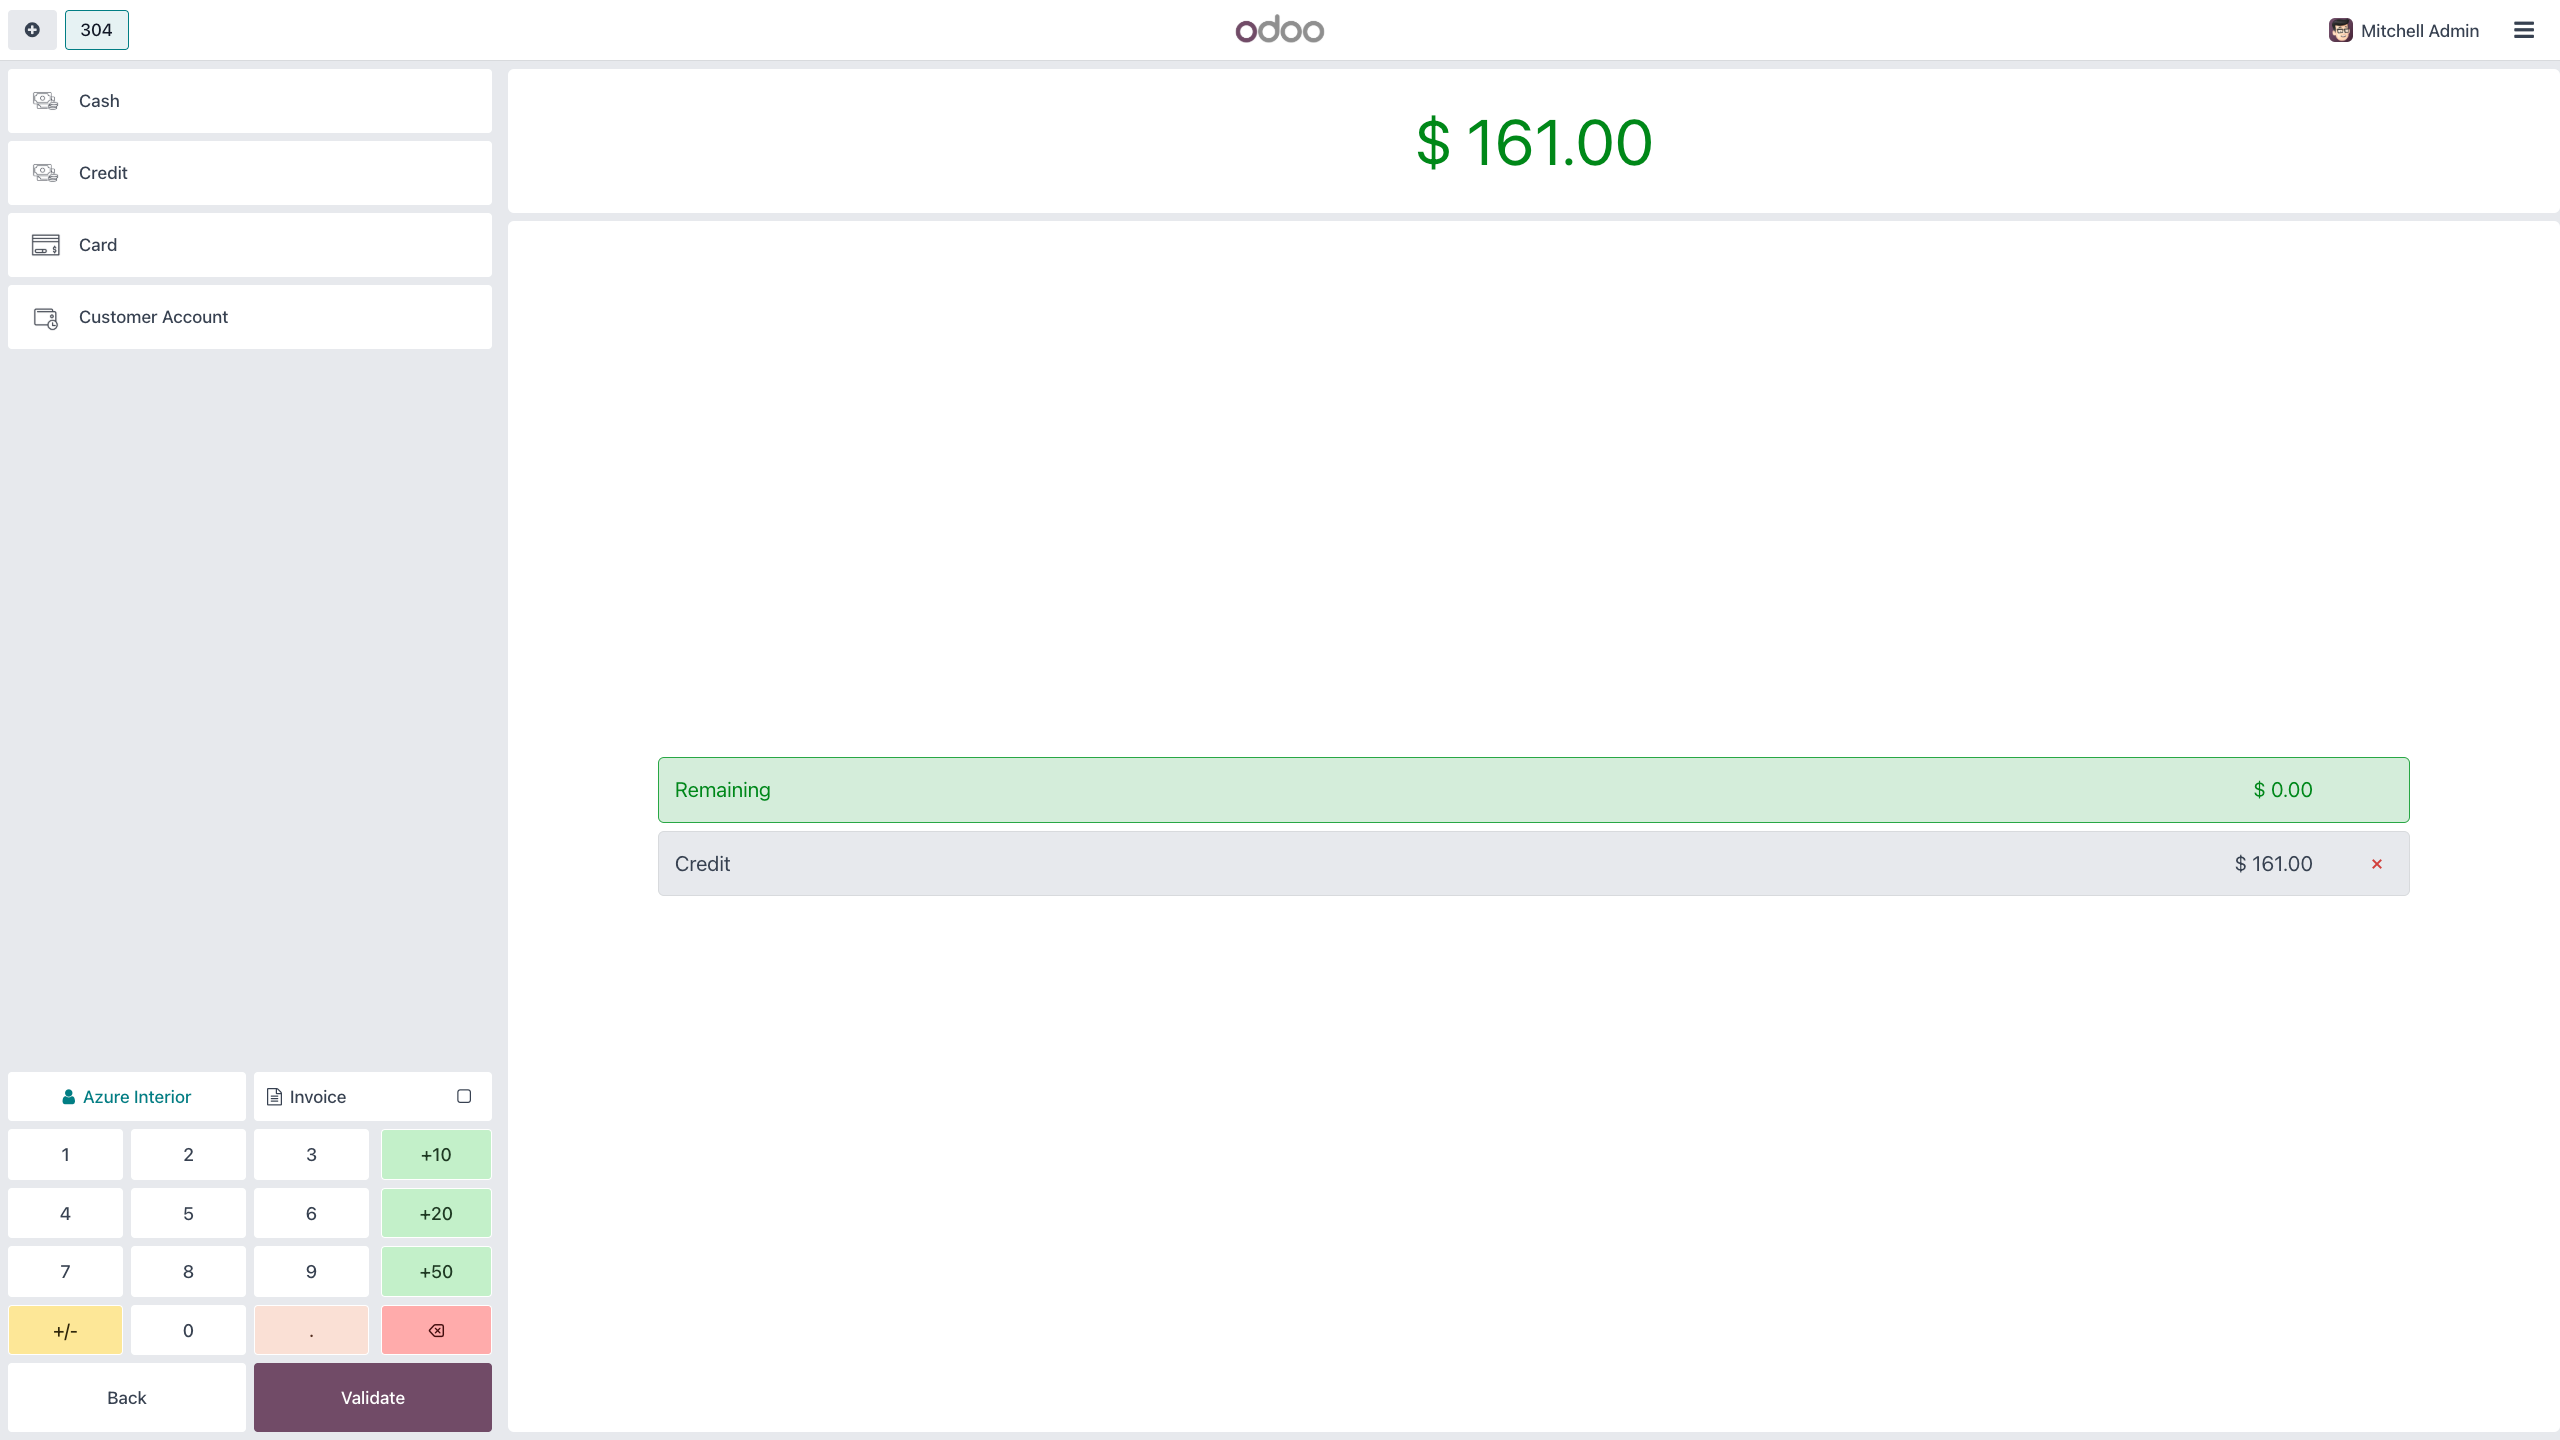 304
odoo
Mitchell Admin
Cash
Credit
Card
Customer Account
$ 161.00
Remaining $ 0.00
Credit $ 161.00
Azure Interior
Invoice
1 2 3 +10
4 5 6 +20
7 8 9 +50
+/- 0 .
Back
Validate